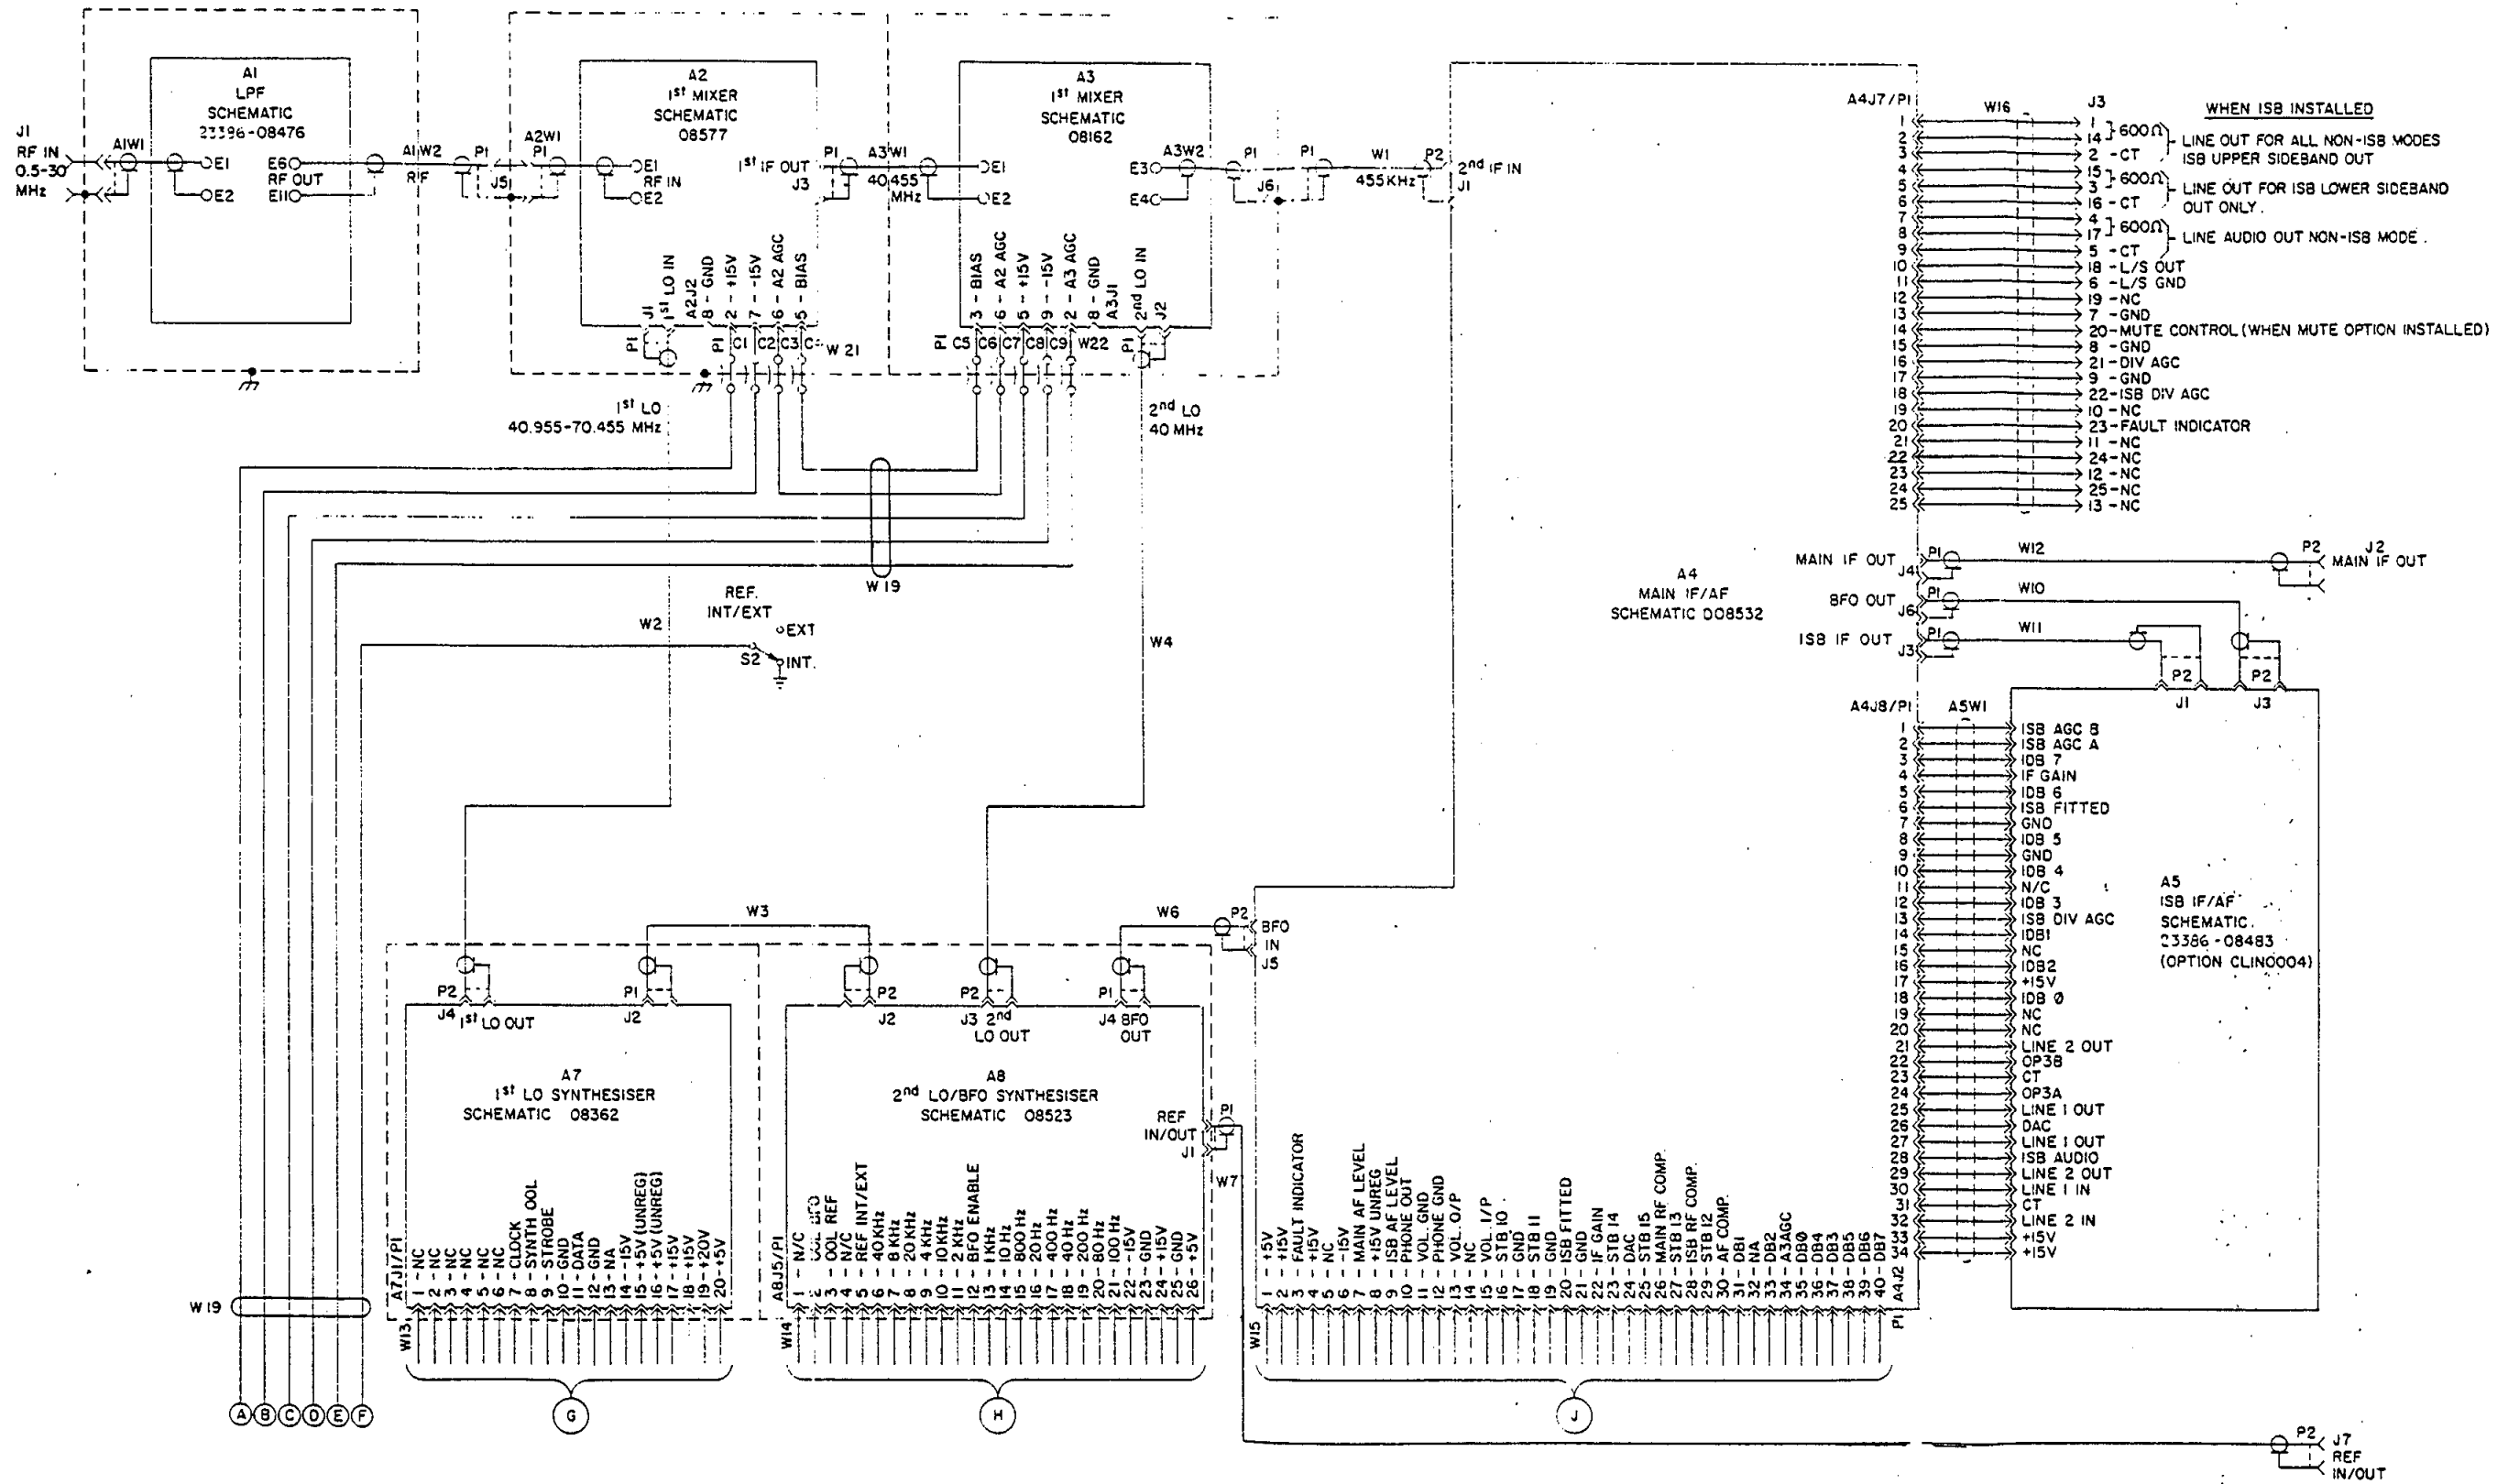 J1
RF IN
0.5-30
MHz
A1W1
A1
LPF
SCHEMATIC
23396-08476
E1
E2
E6
RF OUT
E11
A1W2
RF
P1
J5
A2W1
P1
A2
1st MIXER
SCHEMATIC
08577
E1
RF IN
E2
1st IF OUT
J3
P1
A3W1
40.455
MHz
J1
1st LO IN
A2J2
8 - GND
2 - +15V
7 - -15V
6 - A2 AGC
5 - BIAS
P1
P1
C1
C2
C3
W 21
A3
1st MIXER
SCHEMATIC
08162
E1
E2
E3
E4
A3W2
P1
J6
P1
W1
455KHz
P2
2nd IF IN
J1
3 - BIAS
6 - A2 AGC
5 - +15V
9 - -15V
2 - A3 AGC
8 - GND
A3J1
2nd LO IN
J2
P1
C5
C6
C7
C8
C9
W22
P1
1st LO
40.955-70.455 MHz
2nd LO
40 MHz
W 19
REF.
INT/EXT
EXT
W2
S2
INT.
W4
A4
MAIN IF/AF
SCHEMATIC D08532
A4J7/P1
W16
J3
WHEN ISB INSTALLED
1 1
2 14
600Ω
LINE OUT FOR ALL NON-ISB MODES
3 2 - CT
ISB UPPER SIDEBAND OUT
4 15
5 3
600Ω
LINE OUT FOR ISB LOWER SIDEBAND
OUT ONLY.
6 16 - CT
7 4
8 17
600Ω
LINE AUDIO OUT NON-ISB MODE.
9 5 - CT
10 18 - L/S OUT
11 6 - L/S GND
12 19 - NC
13 7 - GND
14 20 - MUTE CONTROL (WHEN MUTE OPTION INSTALLED)
15 8 - GND
16 21 - DIV AGC
17 9 - GND
18 22 - ISB DIV AGC
19 10 - NC
20 23 - FAULT INDICATOR
21 11 - NC
22 24 - NC
23 12 - NC
24 25 - NC
25 13 - NC
MAIN IF OUT
P1
J4
W12
P2
J2
MAIN IF OUT
BFO OUT
P1
J6
W10
ISB IF OUT
P1
J3
W11
P2
P2
J1
J3
A4J8/P1
A5W1
1 ISB AGC B
2 ISB AGC A
3 IDB 7
4 IF GAIN
5 IDB 6
6 ISB FITTED
7 GND
8 IDB 5
9 GND
10 IDB 4
11 N/C
12 IDB 3
13 ISB DIV AGC
14 IDB1
15 NC
16 IDB2
17 +15V
18 IDB Ø
19 NC
20 NC
21 LINE 2 OUT
22 OP3B
23 CT
24 OP3A
25 LINE 1 OUT
26 DAC
27 LINE 1 OUT
28 ISB AUDIO
29 LINE 2 OUT
30 LINE 1 IN
31 CT
32 LINE 2 IN
33 +15V
34 +15V
A5
ISB IF/AF
SCHEMATIC.
23386-08483
(OPTION CLIN0004)
W3
W6
P2
BFO
IN
J5
P2
J4
1st LO OUT
P1
J2
A7
1st LO SYNTHESISER
SCHEMATIC 08362
A7J1/P1
W13
1 - NC
2 - NC
3 - NC
4 - NC
5 - NC
6 - NC
7 - CLOCK
8 - SYNTH OOL
9 - STROBE
10 - GND
11 - DATA
12 - GND
13 - NA
14 - -15V
15 - +5V (UNREG)
16 - +5V (UNREG)
17 - +15V
18 - +15V
19 - +20V
20 - +5V
G
P2
J2
P2
J3 2nd
LO OUT
P1
J4 BFO
OUT
A8
2nd LO/BFO SYNTHESISER
SCHEMATIC 08523
REF
IN/OUT
J1
P1
W7
A8J5/P1
W14
1 - N/C
2 - OOL BFO
3 - OOL REF
4 - N/C
5 - REF INT/EXT
6 - 40KHz
7 - 8 KHz
8 - 20KHz
9 - 4 KHz
10 - 10KHz
11 - 2 KHz
12 - BFO ENABLE
13 - 1 KHz
14 - 10 Hz
15 - 800 Hz
16 - 20 Hz
17 - 400 Hz
18 - 40 Hz
19 - 200 Hz
20 - 80 Hz
21 - 100 Hz
22 - -15V
23 - GND
24 - +15V
25 - GND
26 - +5V
H
W15
1 - +5V
2 - +15V
3 - FAULT INDICATOR
4 - +15V
5 - NC
6 - -15V
7 - MAIN AF LEVEL
8 - +15V UNREG
9 - ISB AF LEVEL
10 - PHONE OUT
11 - VOL. GND
12 - PHONE GND
13 - VOL. O/P
14 - NC
15 - VOL. I/P
16 - STB 10.
17 - GND
18 - STB 11
19 - GND
20 - ISB FITTED
21 - GND
22 - IF GAIN
23 - STB 14
24 - DAC
25 - STB 15
26 - MAIN RF COMP.
27 - STB 13
28 - ISB RF COMP.
29 - STB 12
30 - AF COMP.
31 - DB1
32 - NA
33 - DB2
34 - A3AGC
35 - DBØ
36 - DB4
37 - DB3
38 - DB5
39 - DB6
40 - DB7
P1 A4J2
J
W 19
A B C D E F
P2
J7
REF
IN/OUT